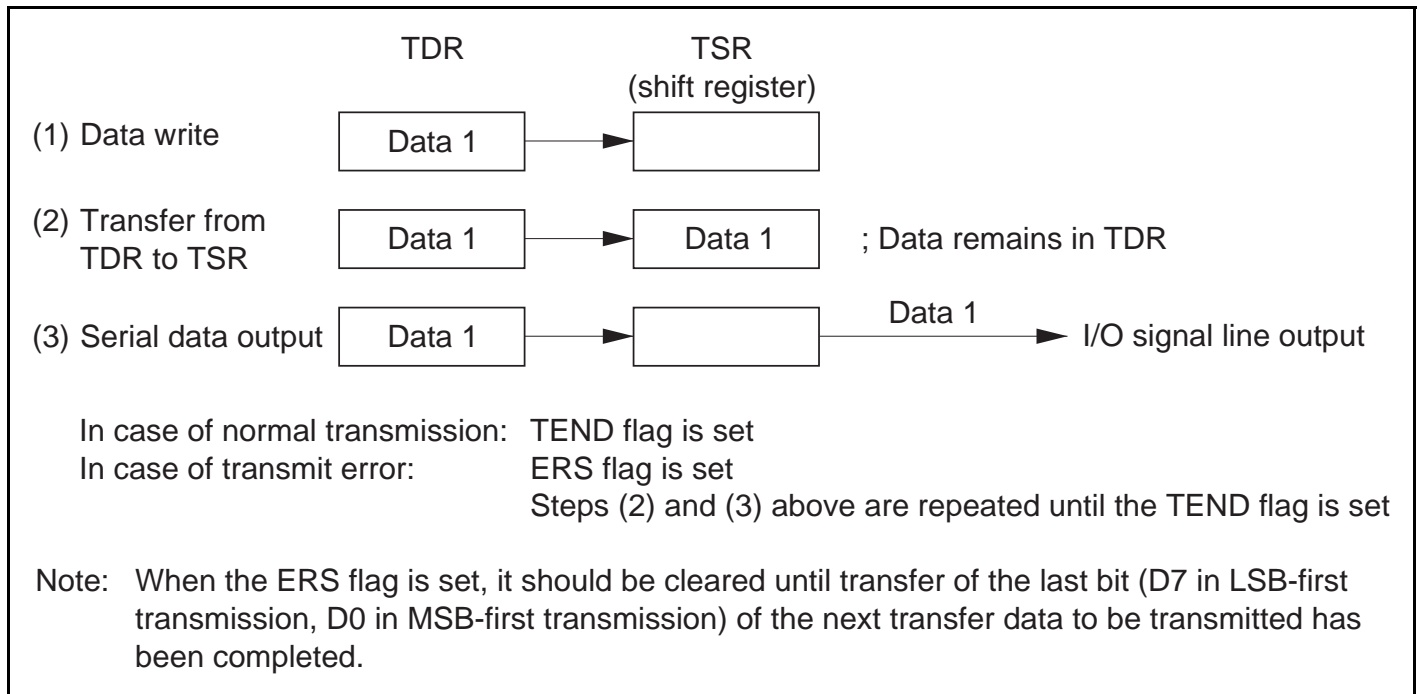 TDR TSR
(shift register)
(1) Data write Data 1
(2) Transfer from
TDR to TSR Data 1 Data 1 ; Data remains in TDR
(3) Serial data output Data 1 Data 1 I/O signal line output
In case of normal transmission: TEND flag is set
In case of transmit error: ERS flag is set
Steps (2) and (3) above are repeated until the TEND flag is set
Note: When the ERS flag is set, it should be cleared until transfer of the last bit (D7 in LSB-first
transmission, D0 in MSB-first transmission) of the next transfer data to be transmitted has
been completed.